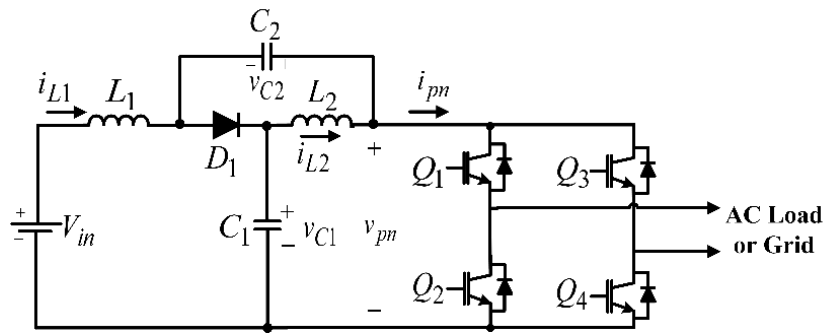 C2
− vC2
iL1
L1
L2
ipn
D1
iL2
+
Q1
Q3
+
−
Vin
C1
+
−
vC1
vpn
AC Load
or Grid
Q2
Q4
−